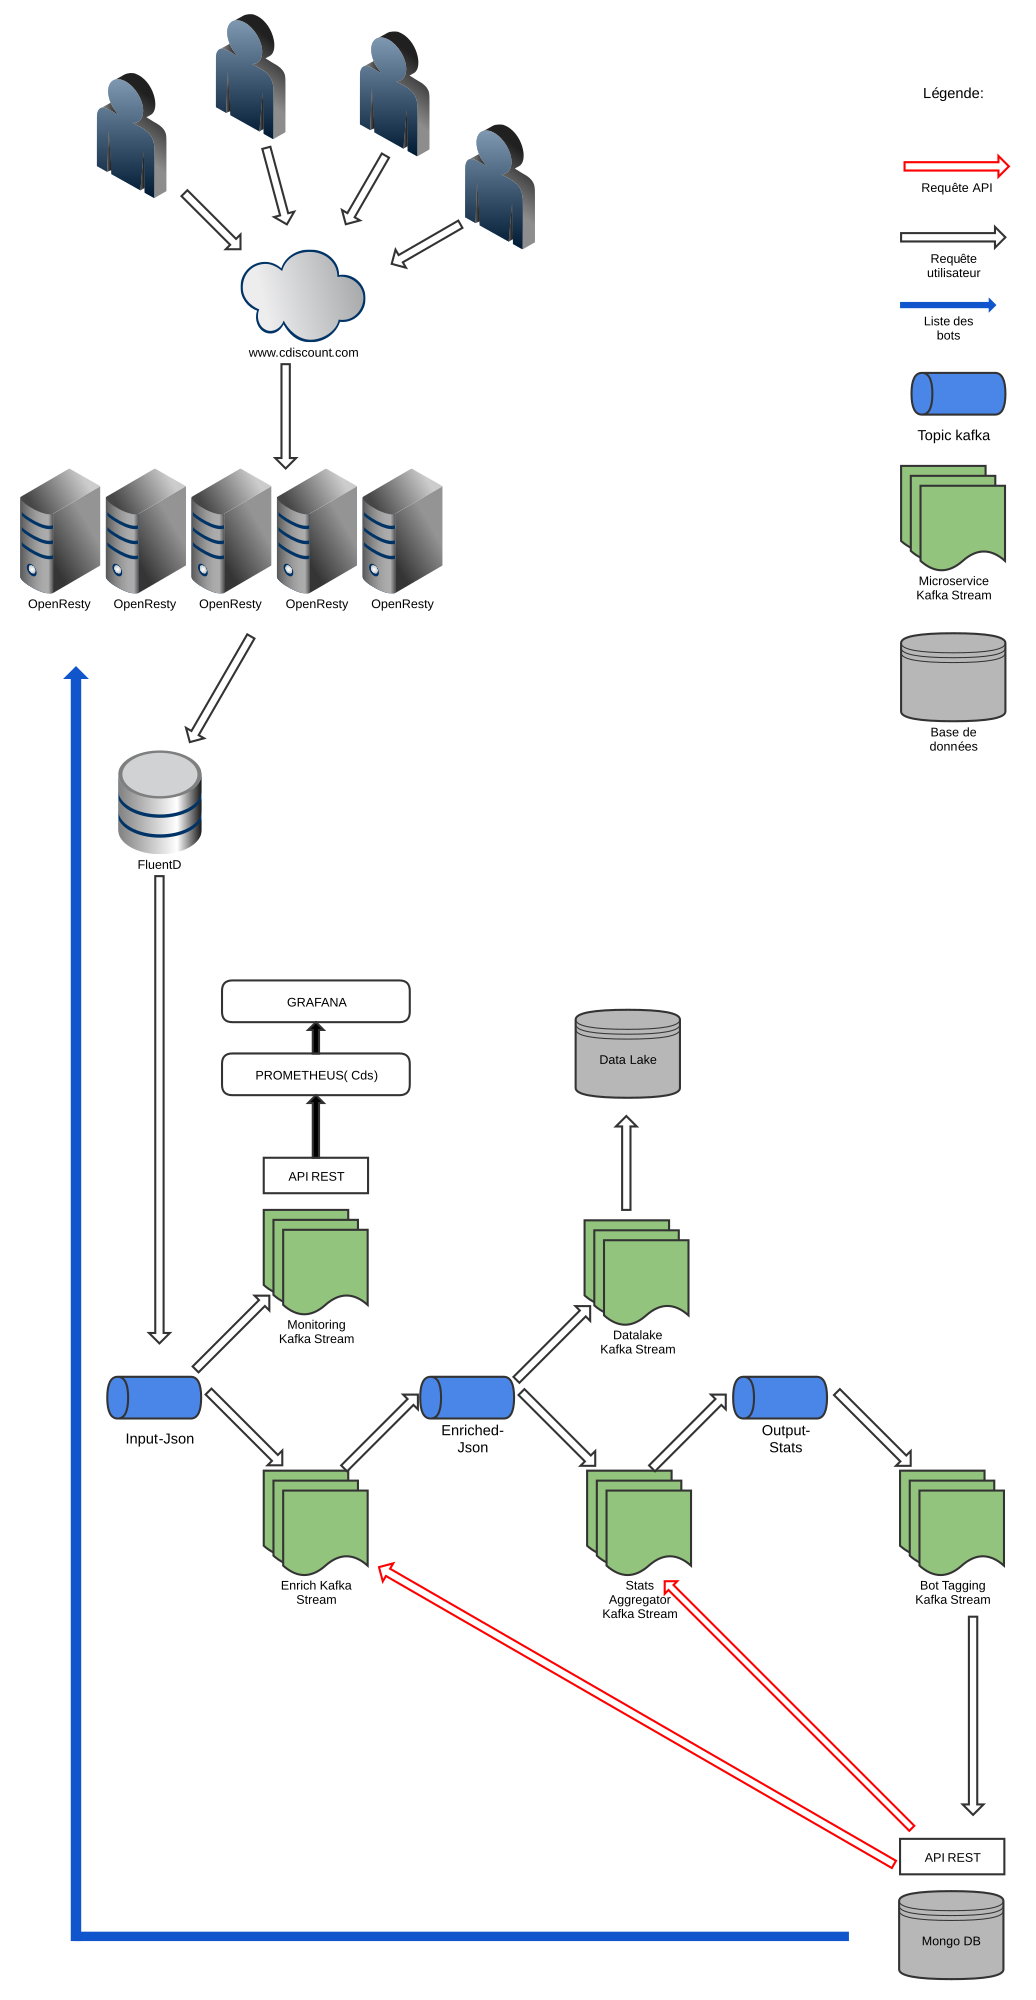 Légende:
Requête API
Requête
utilisateur
Liste des
bots
Topic kafka
Microservice
Kafka Stream
Base de
données
www.cdiscount.com
OpenResty
OpenResty
OpenResty
OpenResty
OpenResty
FluentD
GRAFANA
PROMETHEUS( Cds)
API REST
Monitoring
Kafka Stream
Data Lake
Datalake
Kafka Stream
Input-Json
Enriched-
Json
Output-
Stats
Enrich Kafka
Stream
Stats
Aggregator
Kafka Stream
Bot Tagging
Kafka Stream
API REST
Mongo DB